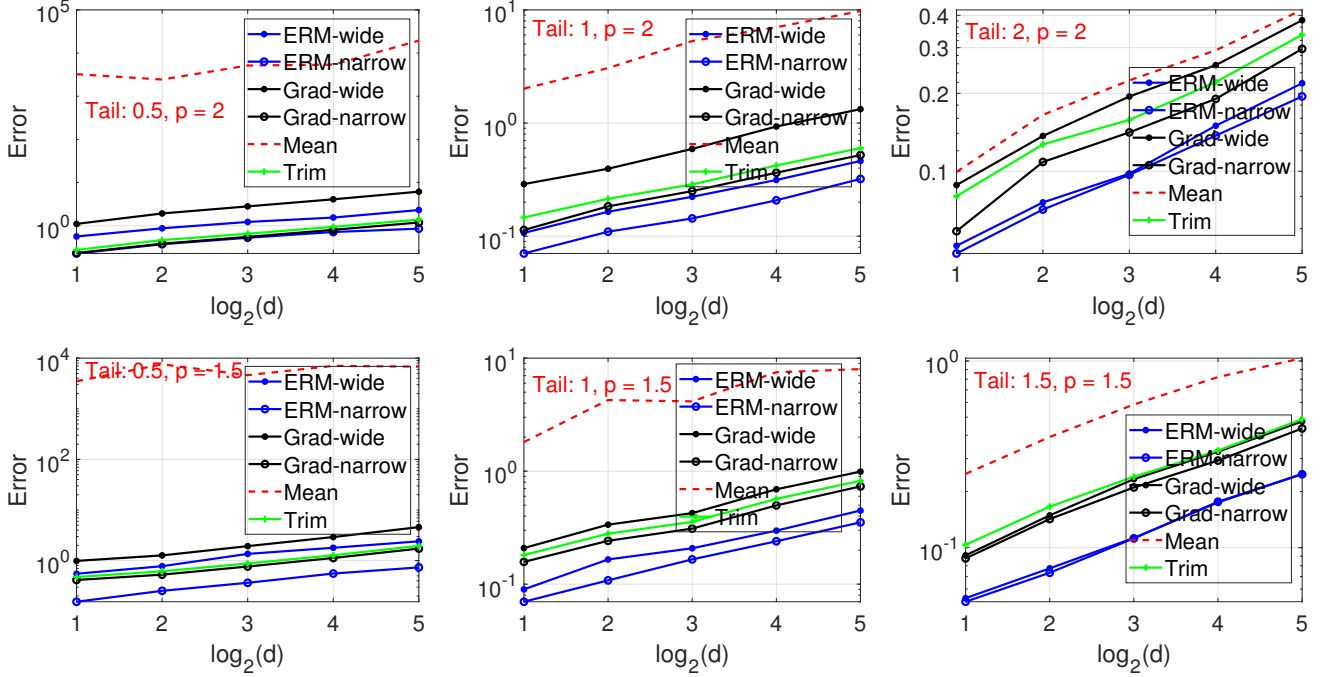 10^5
10^0
Error
Tail: 0.5, p = 2
ERM-wide
ERM-narrow
Grad-wide
Grad-narrow
Mean
Trim
1 2 3 4 5
log_2(d)
10^1
10^0
10^-1
Error
Tail: 1, p = 2
ERM-wide
ERM-narrow
Grad-wide
Grad-narrow
Mean
Trim
1 2 3 4 5
log_2(d)
0.4
0.3
0.2
0.1
Error
Tail: 2, p = 2
ERM-wide
ERM-narrow
Grad-wide
Grad-narrow
Mean
Trim
1 2 3 4 5
log_2(d)
10^4
10^2
10^0
Error
Tail: 0.5, p = 1.5
ERM-wide
ERM-narrow
Grad-wide
Grad-narrow
Mean
Trim
1 2 3 4 5
log_2(d)
10^1
10^0
10^-1
Error
Tail: 1, p = 1.5
ERM-wide
ERM-narrow
Grad-wide
Grad-narrow
Mean
Trim
1 2 3 4 5
log_2(d)
10^0
10^-1
Error
Tail: 1.5, p = 1.5
ERM-wide
ERM-narrow
Grad-wide
Grad-narrow
Mean
Trim
1 2 3 4 5
log_2(d)